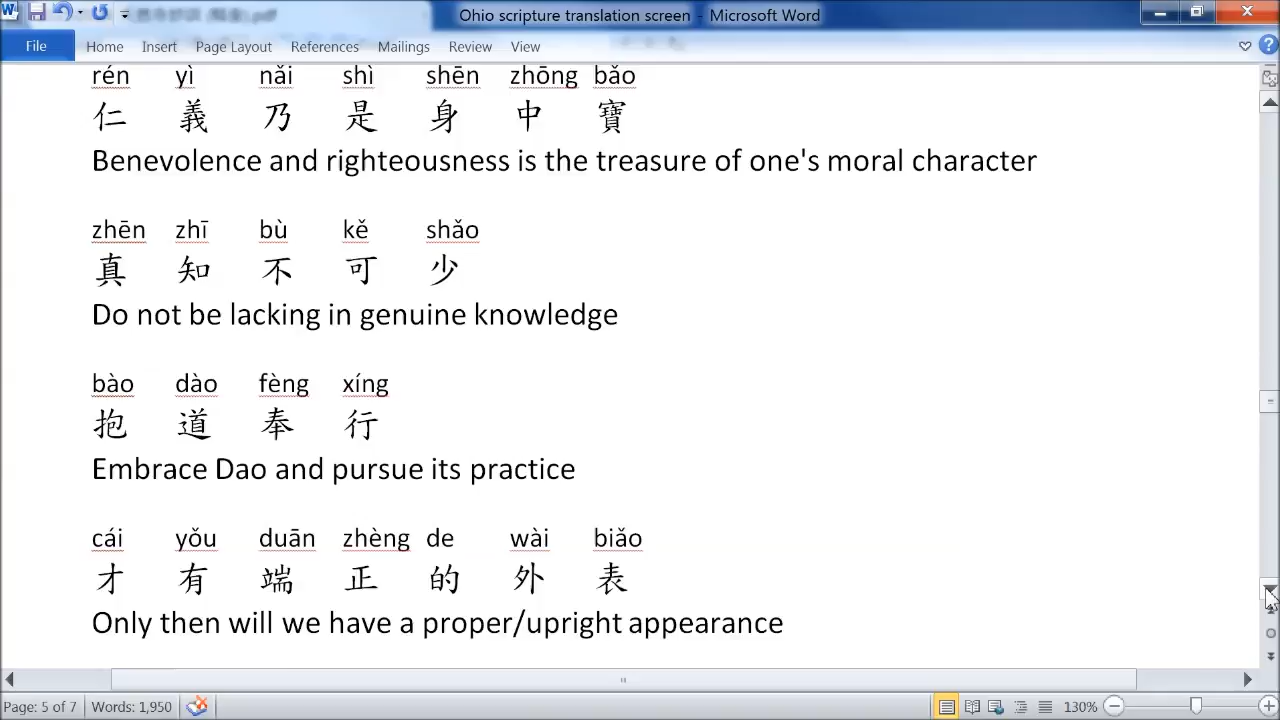 Ohio scripture translation screen - Microsoft Word
File Home Insert Page Layout References Mailings Review View
rén yì nǎi shì shēn zhōng bǎo
仁 義 乃 是 身 中 寶
Benevolence and righteousness is the treasure of one's moral character
zhēn zhī bù kě shǎo
真 知 不 可 少
Do not be lacking in genuine knowledge
bào dào fèng xíng
抱 道 奉 行
Embrace Dao and pursue its practice
cái yǒu duān zhèng de wài biǎo
才 有 端 正 的 外 表
Only then will we have a proper/upright appearance
Page: 5 of 7 Words: 1,950 130%